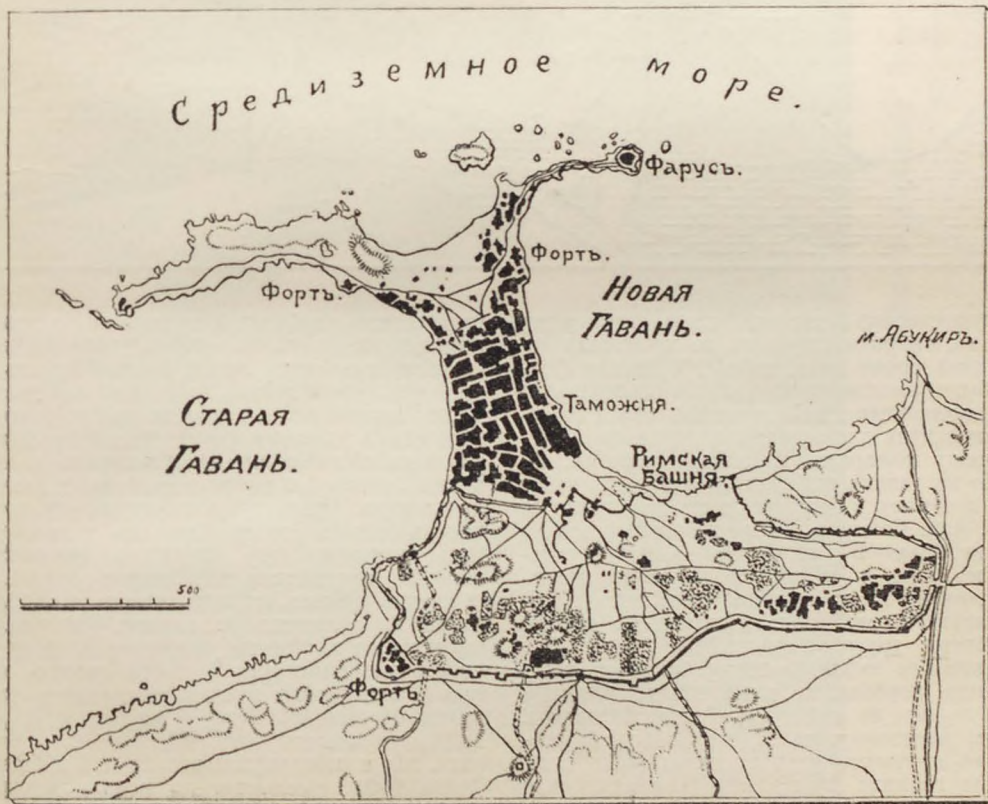 Средиземное море.
Фарусъ.
Фортъ.
Фортъ.
Новая
Гавань.
м. Абукиръ.
Старая
Гавань.
Таможня.
Римская
Башня.
500
Фортъ